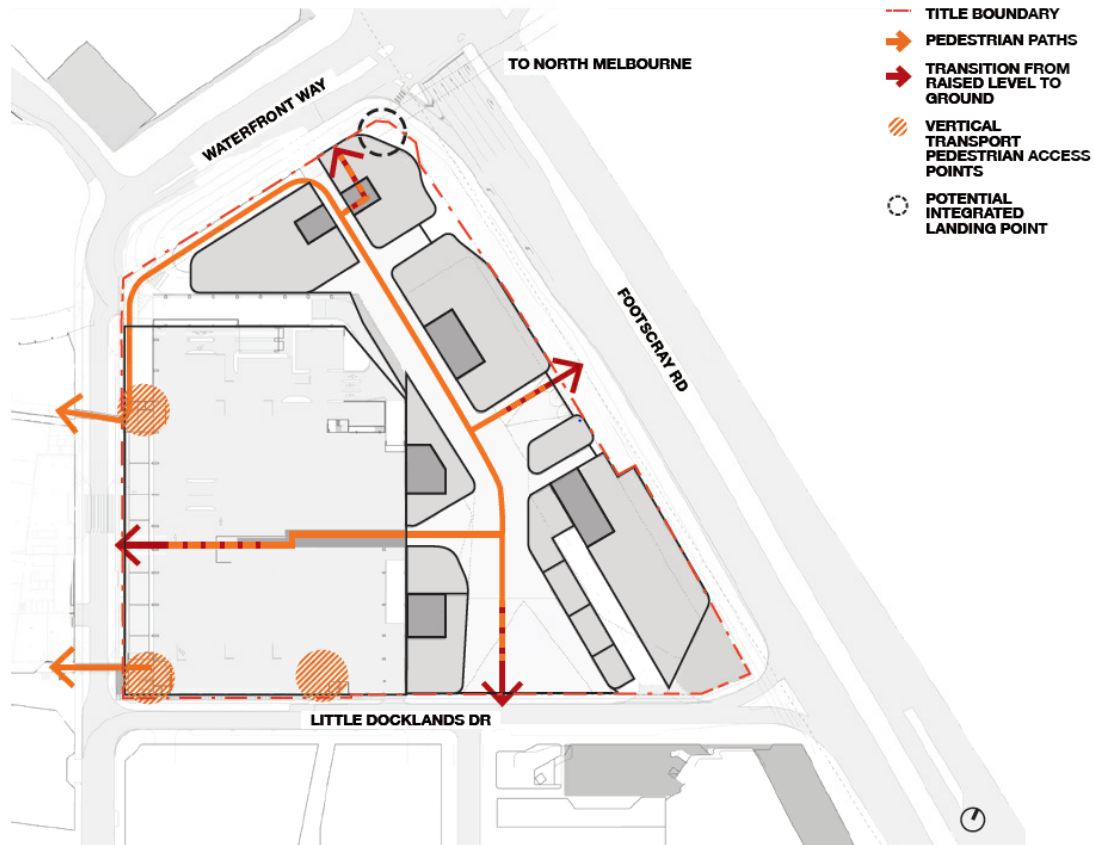 TITLE BOUNDARY
PEDESTRIAN PATHS
TRANSITION FROM
RAISED LEVEL TO
GROUND
VERTICAL
TRANSPORT
PEDESTRIAN ACCESS
POINTS
POTENTIAL
INTEGRATED
LANDING POINT
TO NORTH MELBOURNE
WATERFRONT WAY
FOOTSCRAY RD
LITTLE DOCKLANDS DR